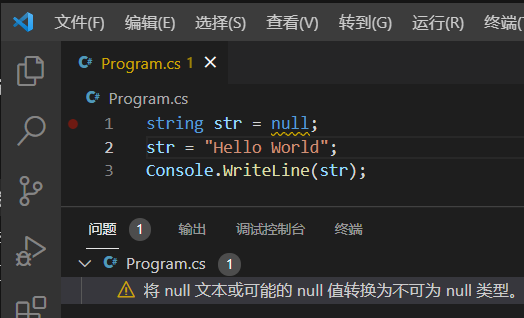 文件(F) 编辑(E) 选择(S) 查看(V) 转到(G) 运行(R) 终端(T
C# Program.cs 1 ×
C# Program.cs
1 string str = null;
2 str = "Hello World";
3 Console.WriteLine(str);
问题 1 输出 调试控制台 终端
C# Program.cs 1
将 null 文本或可能的 null 值转换为不可为 null 类型。